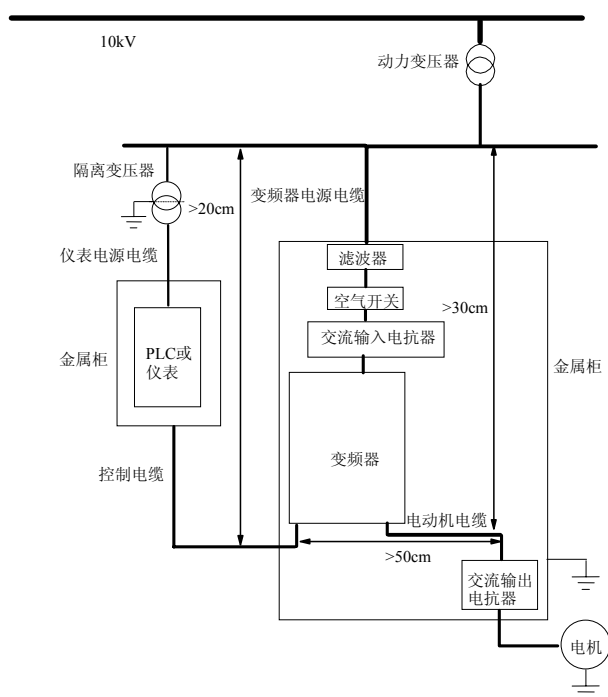 10kV
动力变压器
隔离变压器
>20cm
变频器电源电缆
仪表电源电缆
滤波器
空气开关
>30cm
交流输入电抗器
金属柜
PLC或
仪表
金属柜
变频器
控制电缆
电动机电缆
>50cm
交流输出
电抗器
电机